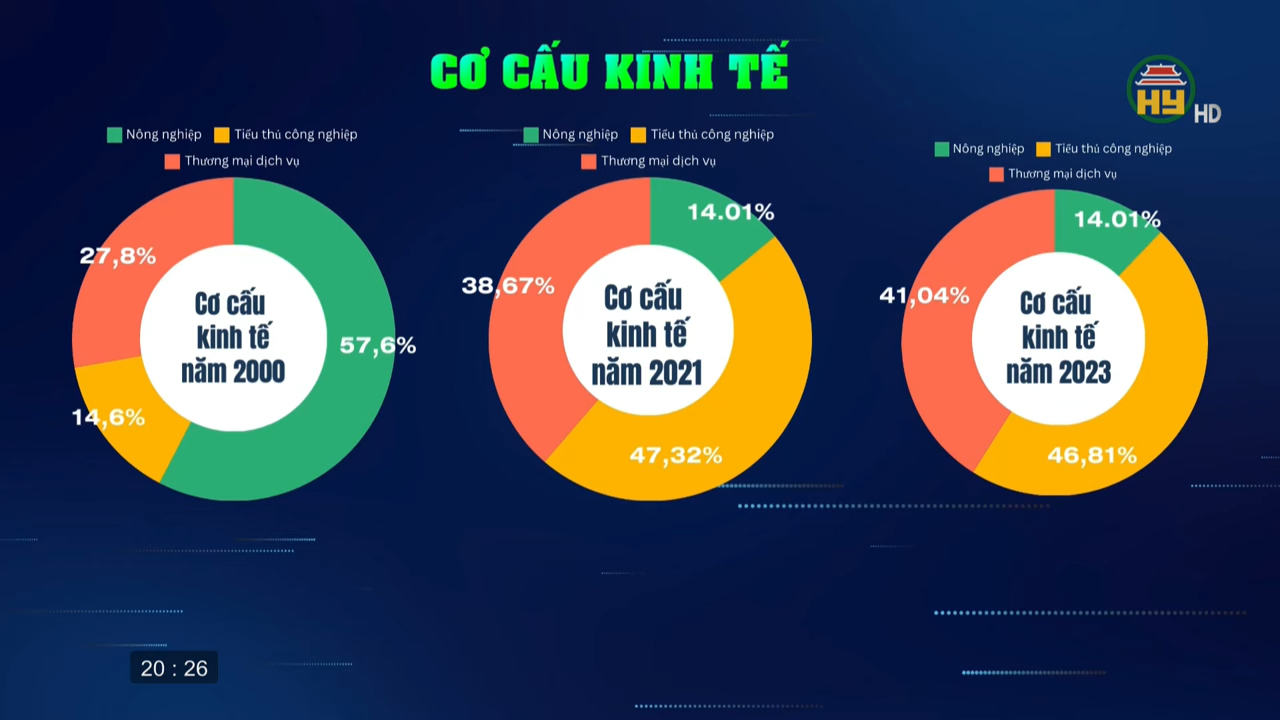 CƠ CẤU KINH TẾ
HY HD
Nông nghiệp Tiểu thủ công nghiệp
Thương mại dịch vụ
27,8%
57,6%
14,6%
Cơ cấu
kinh tế
năm 2000
Nông nghiệp Tiểu thủ công nghiệp
Thương mại dịch vụ
14.01%
38,67%
47,32%
Cơ cấu
kinh tế
năm 2021
Nông nghiệp Tiểu thủ công nghiệp
Thương mại dịch vụ
14.01%
41,04%
46,81%
Cơ cấu
kinh tế
năm 2023
20 : 26